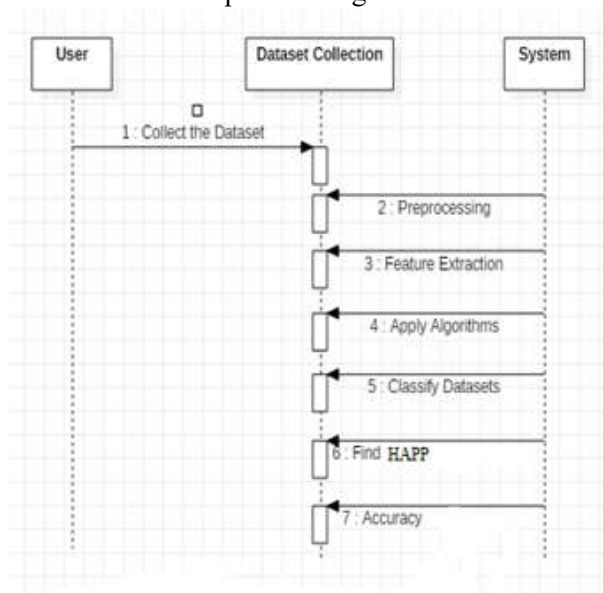 User
Dataset Collection
System
1 : Collect the Dataset
2 : Preprocessing
3 : Feature Extraction
4 : Apply Algorithms
5 : Classify Datasets
6 : Find HAPP
7 : Accuracy